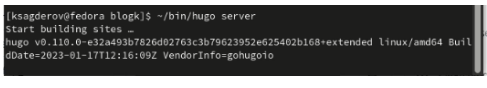 [ksagderov@fedora blogk]$ ~/bin/hugo server
Start building sites …
hugo v0.110.0-e32a493b7826d02763c3b79623952e625402b168+extended linux/amd64 Buil
dDate=2023-01-17T12:16:09Z VendorInfo=gohugoio